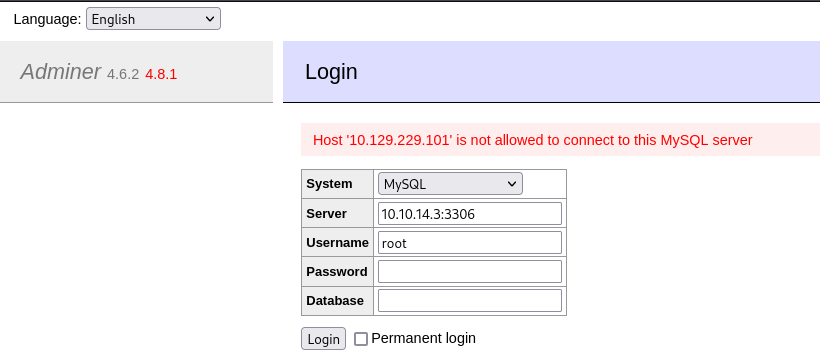 Language: English
Adminer 4.6.2 4.8.1
Login
Host '10.129.229.101' is not allowed to connect to this MySQL server
System MySQL
Server 10.10.14.3:3306
Username root
Password
Database
Login Permanent login